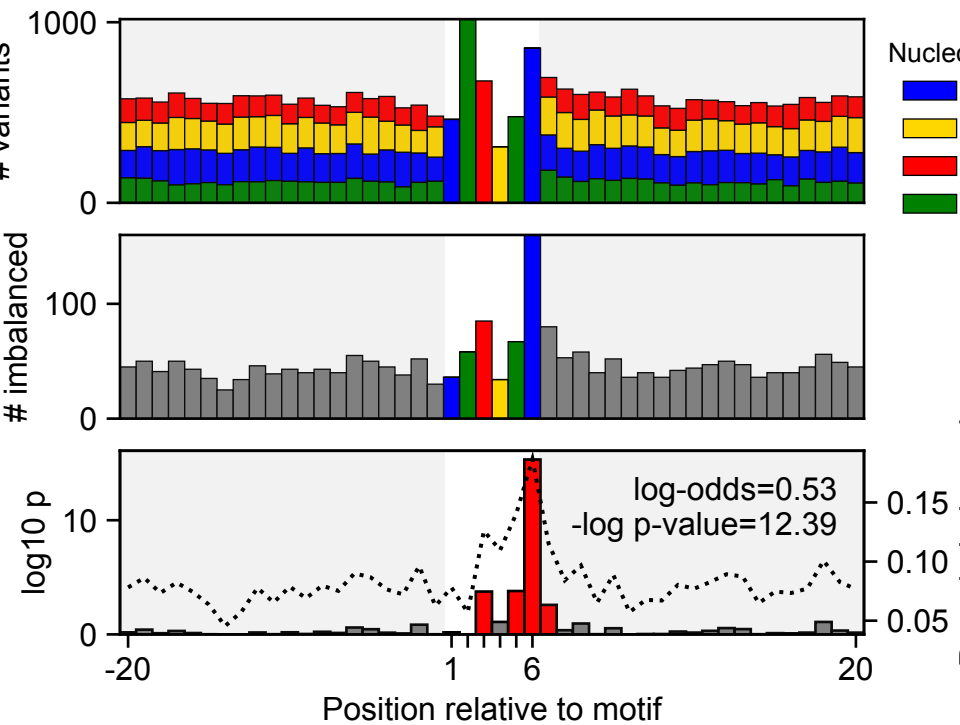 1000
0
# variants
100
0
# imbalanced
10
0
log10 p
log-odds=0.53
-log p-value=12.39
0.15
0.10
0.05
-20
1
6
20
Position relative to motif